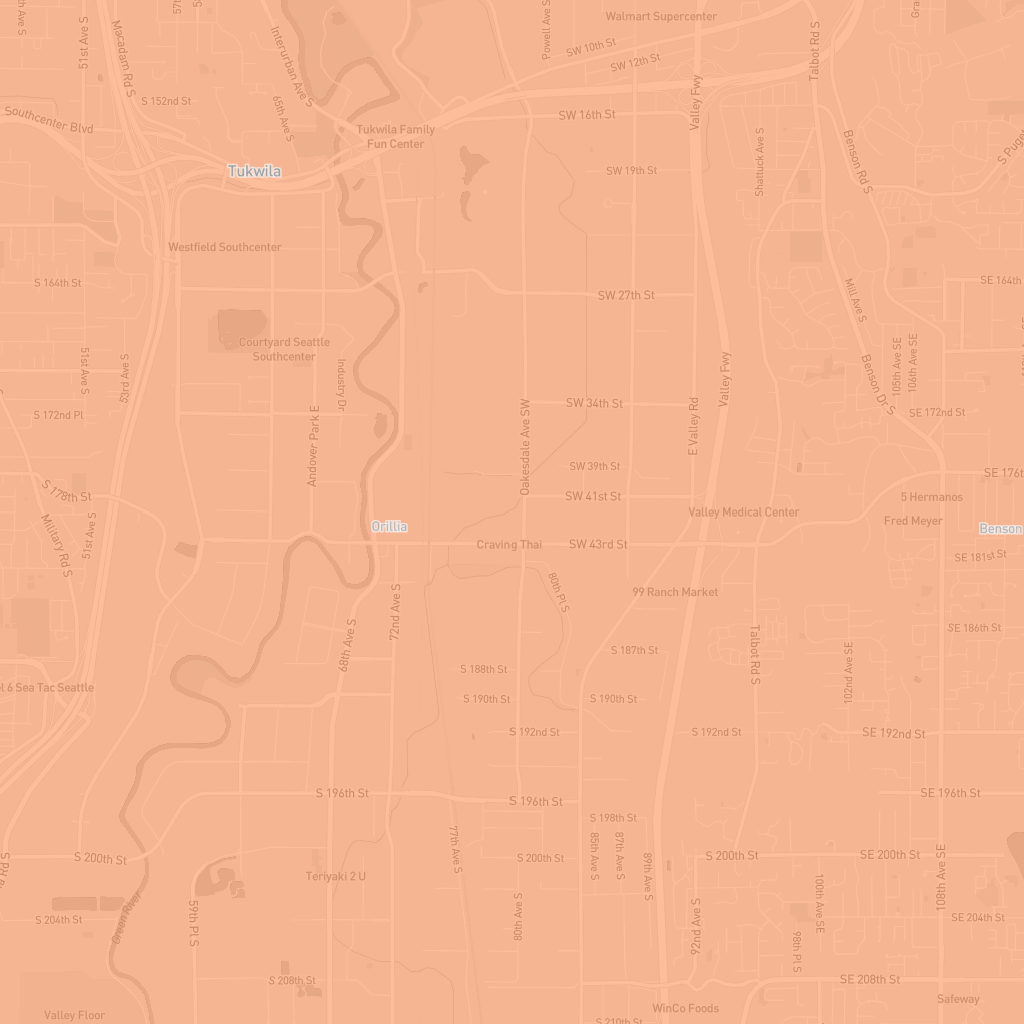 Walmart Supercenter
57th
51st Ave S
Macadam Rd S
Interurban Ave S
Powell Ave S
SW 10th St
SW 12th St
Talbot Rd S
Valley Fwy
S 152nd St
65th Ave S
Southcenter Blvd
SW 16th St
Tukwila Family
Fun Center
Shattuck Ave S
Benson Rd S
Tukwila
SW 19th St
Westfield Southcenter
S 164th St
SE 164th
SW 27th St
Mill Ave S
Courtyard Seattle
Southcenter
51st Ave S
53rd Ave S
Industry Dr
Valley Fwy
105th Ave SE
106th Ave SE
Benson Dr S
S 172nd Pl
Andover Park E
Oakesdale Ave SW
SW 34th St
E Valley Rd
SE 172nd St
SW 39th St
SE 176t
S 178th St
SW 41st St
5 Hermanos
Valley Medical Center
Fred Meyer
Military Rd S
51st Ave S
Orillia
Benson
Craving Thai
SW 43rd St
SE 181st St
80th Pl S
99 Ranch Market
72nd Ave S
68th Ave S
SE 186th St
S 187th St
Talbot Rd S
102nd Ave SE
S 188th St
el 6 Sea Tac Seattle
S 190th St
S 190th St
S 192nd St
S 192nd St
SE 192nd St
S 196th St
S 196th St
SE 196th St
S 198th St
77th Ave S
85th Ave S
87th Ave S
89th Ave S
S 200th St
S 200th St
S 200th St
SE 200th St
108th Ave SE
Teriyaki 2 U
Green River
59th Pl S
80th Ave S
92nd Ave S
100th Ave SE
98th Pl S
S 204th St
SE 204th St
S 208th St
SE 208th St
Valley Floor
WinCo Foods
Safeway
S 210th St